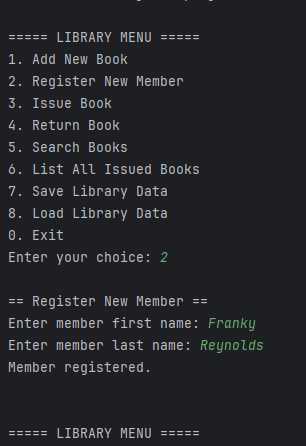 ===== LIBRARY MENU =====
1. Add New Book
2. Register New Member
3. Issue Book
4. Return Book
5. Search Books
6. List All Issued Books
7. Save Library Data
8. Load Library Data
0. Exit
Enter your choice: 2
== Register New Member ==
Enter member first name: Franky
Enter member last name: Reynolds
Member registered.
===== LIBRARY MENU =====